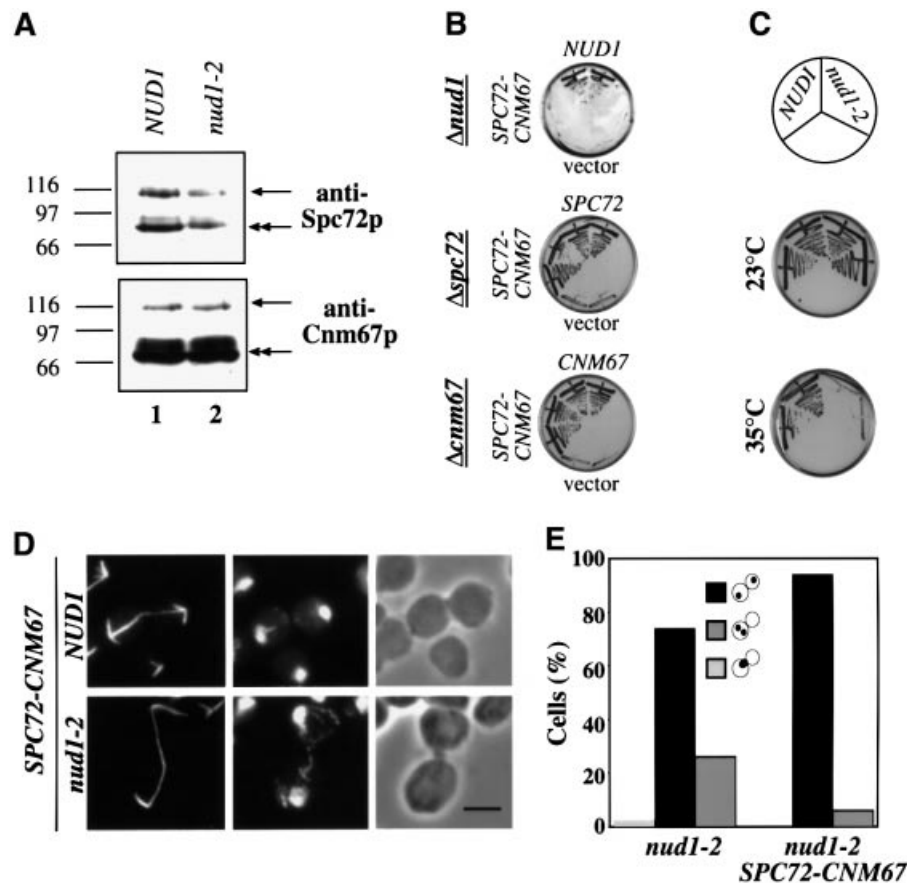 A
NUD1
nud1-2
116
97
66
anti-
Spc72p
116
97
66
anti-
Cnm67p
1 2
B
Δnud1
SPC72-
CNM67
NUD1
vector
Δspc72
SPC72-
CNM67
SPC72
vector
Δcnm67
SPC72-
CNM67
CNM67
vector
C
NUD1
nud1-2
23°C
35°C
D
SPC72-CNM67
NUD1
nud1-2
E
Cells (%)
100
80
60
40
20
0
nud1-2
nud1-2
SPC72-CNM67